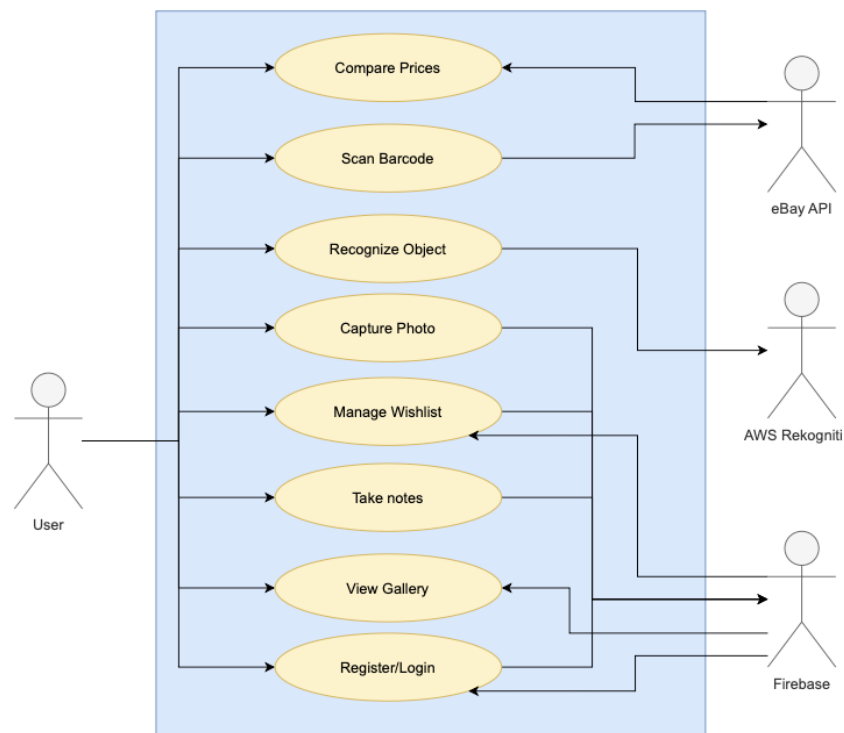 Compare Prices
Scan Barcode
eBay API
Recognize Object
Capture Photo
Manage Wishlist
AWS Rekogniti
Take notes
User
View Gallery
Register/Login
Firebase